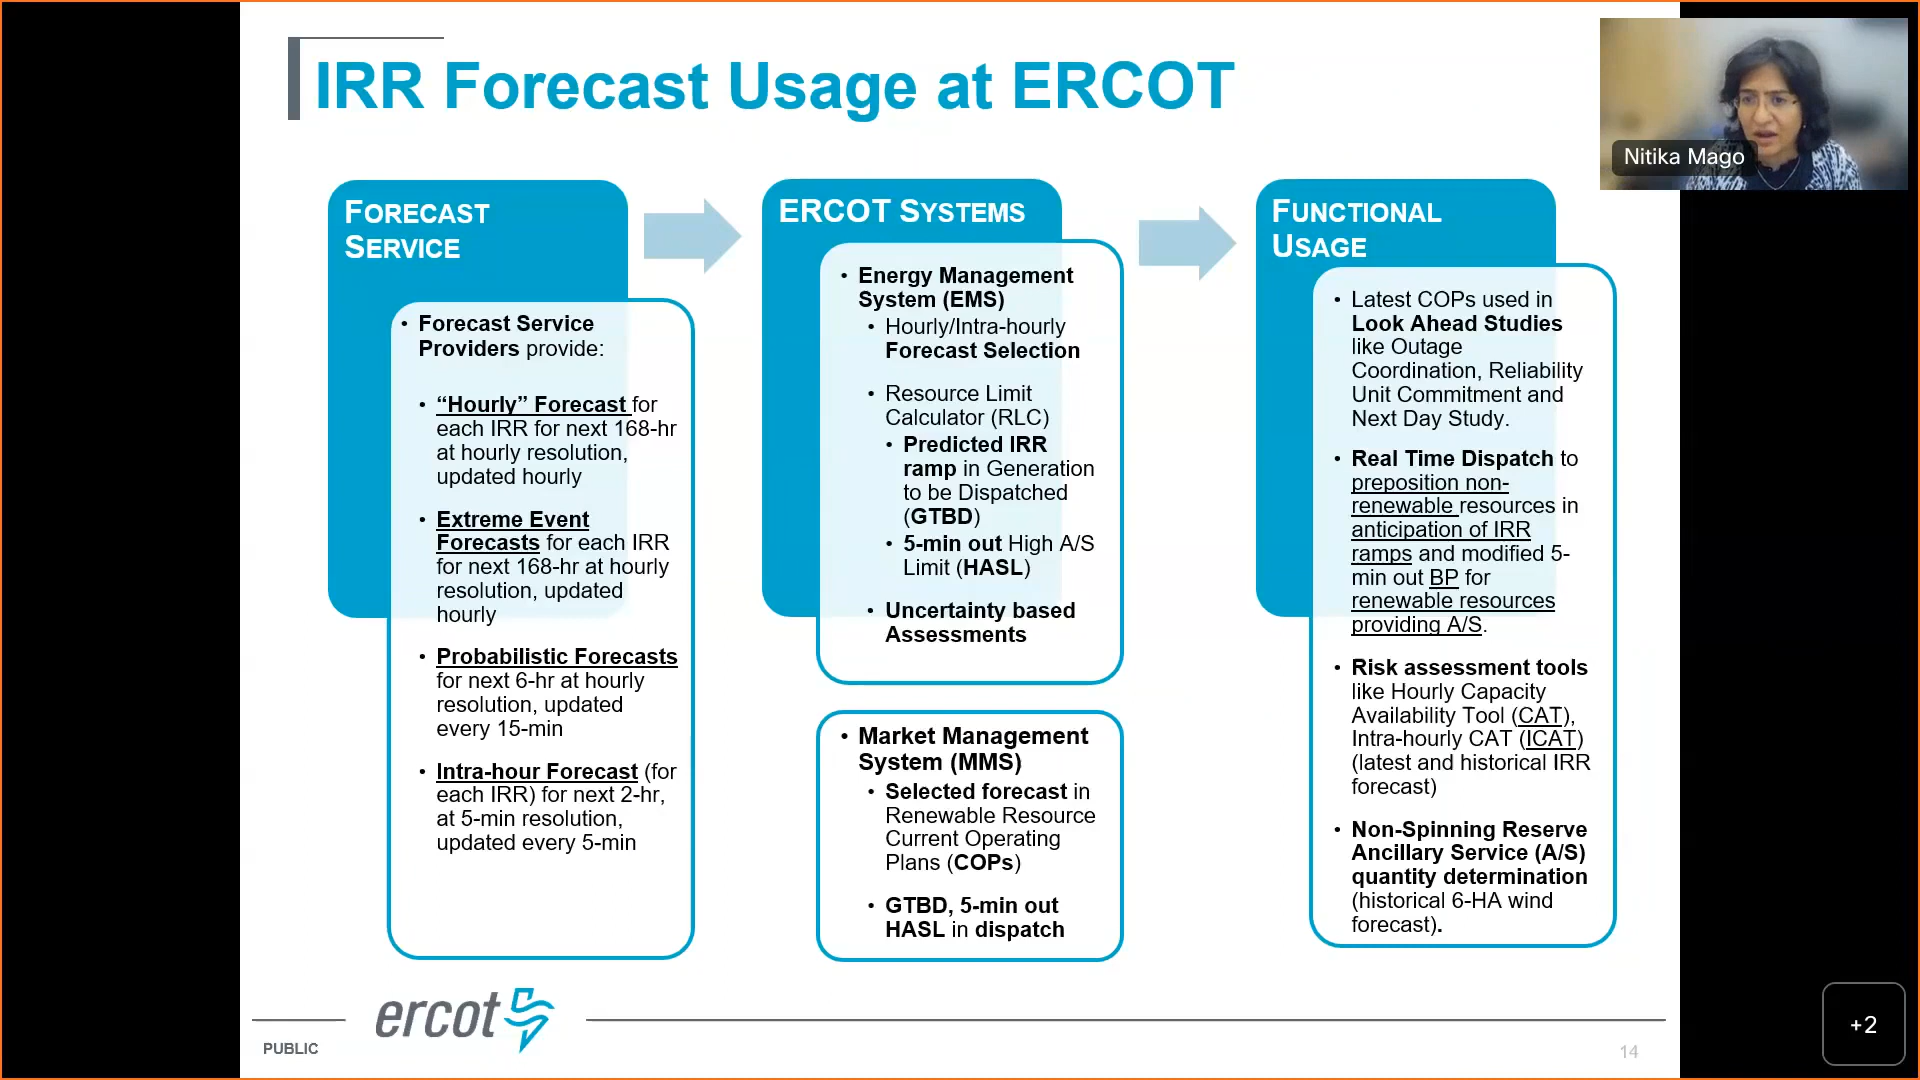 IRR Forecast Usage at ERCOT
Nitika Mago
FORECAST
SERVICE
• Forecast Service
Providers provide:
• “Hourly” Forecast for
each IRR for next 168-hr
at hourly resolution,
updated hourly
• Extreme Event
Forecasts for each IRR
for next 168-hr at hourly
resolution, updated
hourly
• Probabilistic Forecasts
for next 6-hr at hourly
resolution, updated
every 15-min
• Intra-hour Forecast (for
each IRR) for next 2-hr,
at 5-min resolution,
updated every 5-min
ERCOT SYSTEMS
• Energy Management
System (EMS)
• Hourly/Intra-hourly
Forecast Selection
• Resource Limit
Calculator (RLC)
• Predicted IRR
ramp in Generation
to be Dispatched
(GTBD)
• 5-min out High A/S
Limit (HASL)
• Uncertainty based
Assessments
• Market Management
System (MMS)
• Selected forecast in
Renewable Resource
Current Operating
Plans (COPs)
• GTBD, 5-min out
HASL in dispatch
FUNCTIONAL
USAGE
• Latest COPs used in
Look Ahead Studies
like Outage
Coordination, Reliability
Unit Commitment and
Next Day Study.
• Real Time Dispatch to
preposition non-
renewable resources in
anticipation of IRR
ramps and modified 5-
min out BP for
renewable resources
providing A/S.
• Risk assessment tools
like Hourly Capacity
Availability Tool (CAT),
Intra-hourly CAT (ICAT)
(latest and historical IRR
forecast)
• Non-Spinning Reserve
Ancillary Service (A/S)
quantity determination
(historical 6-HA wind
forecast).
ercot
PUBLIC
14
+2